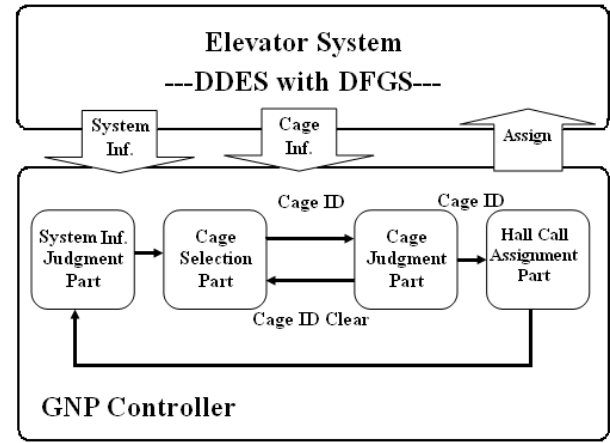 Elevator System
---DDES with DFGS---
System
Inf.
Cage
Inf.
Assign
Cage ID
Cage ID
System Inf.
Judgment
Part
Cage
Selection
Part
Cage
Judgment
Part
Hall Call
Assignment
Part
Cage ID Clear
GNP Controller